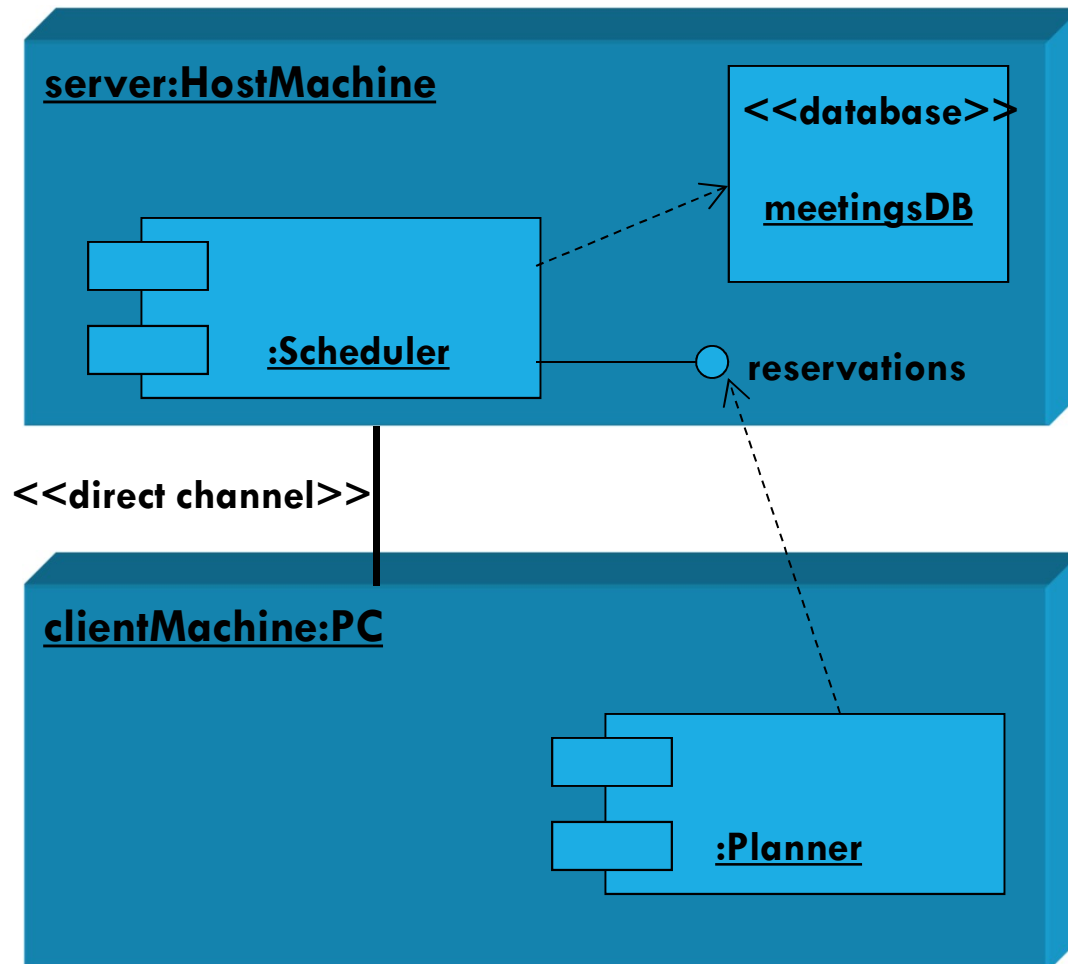 server:HostMachine
<<database>>
meetingsDB
:Scheduler
reservations
<<direct channel>>
clientMachine:PC
:Planner